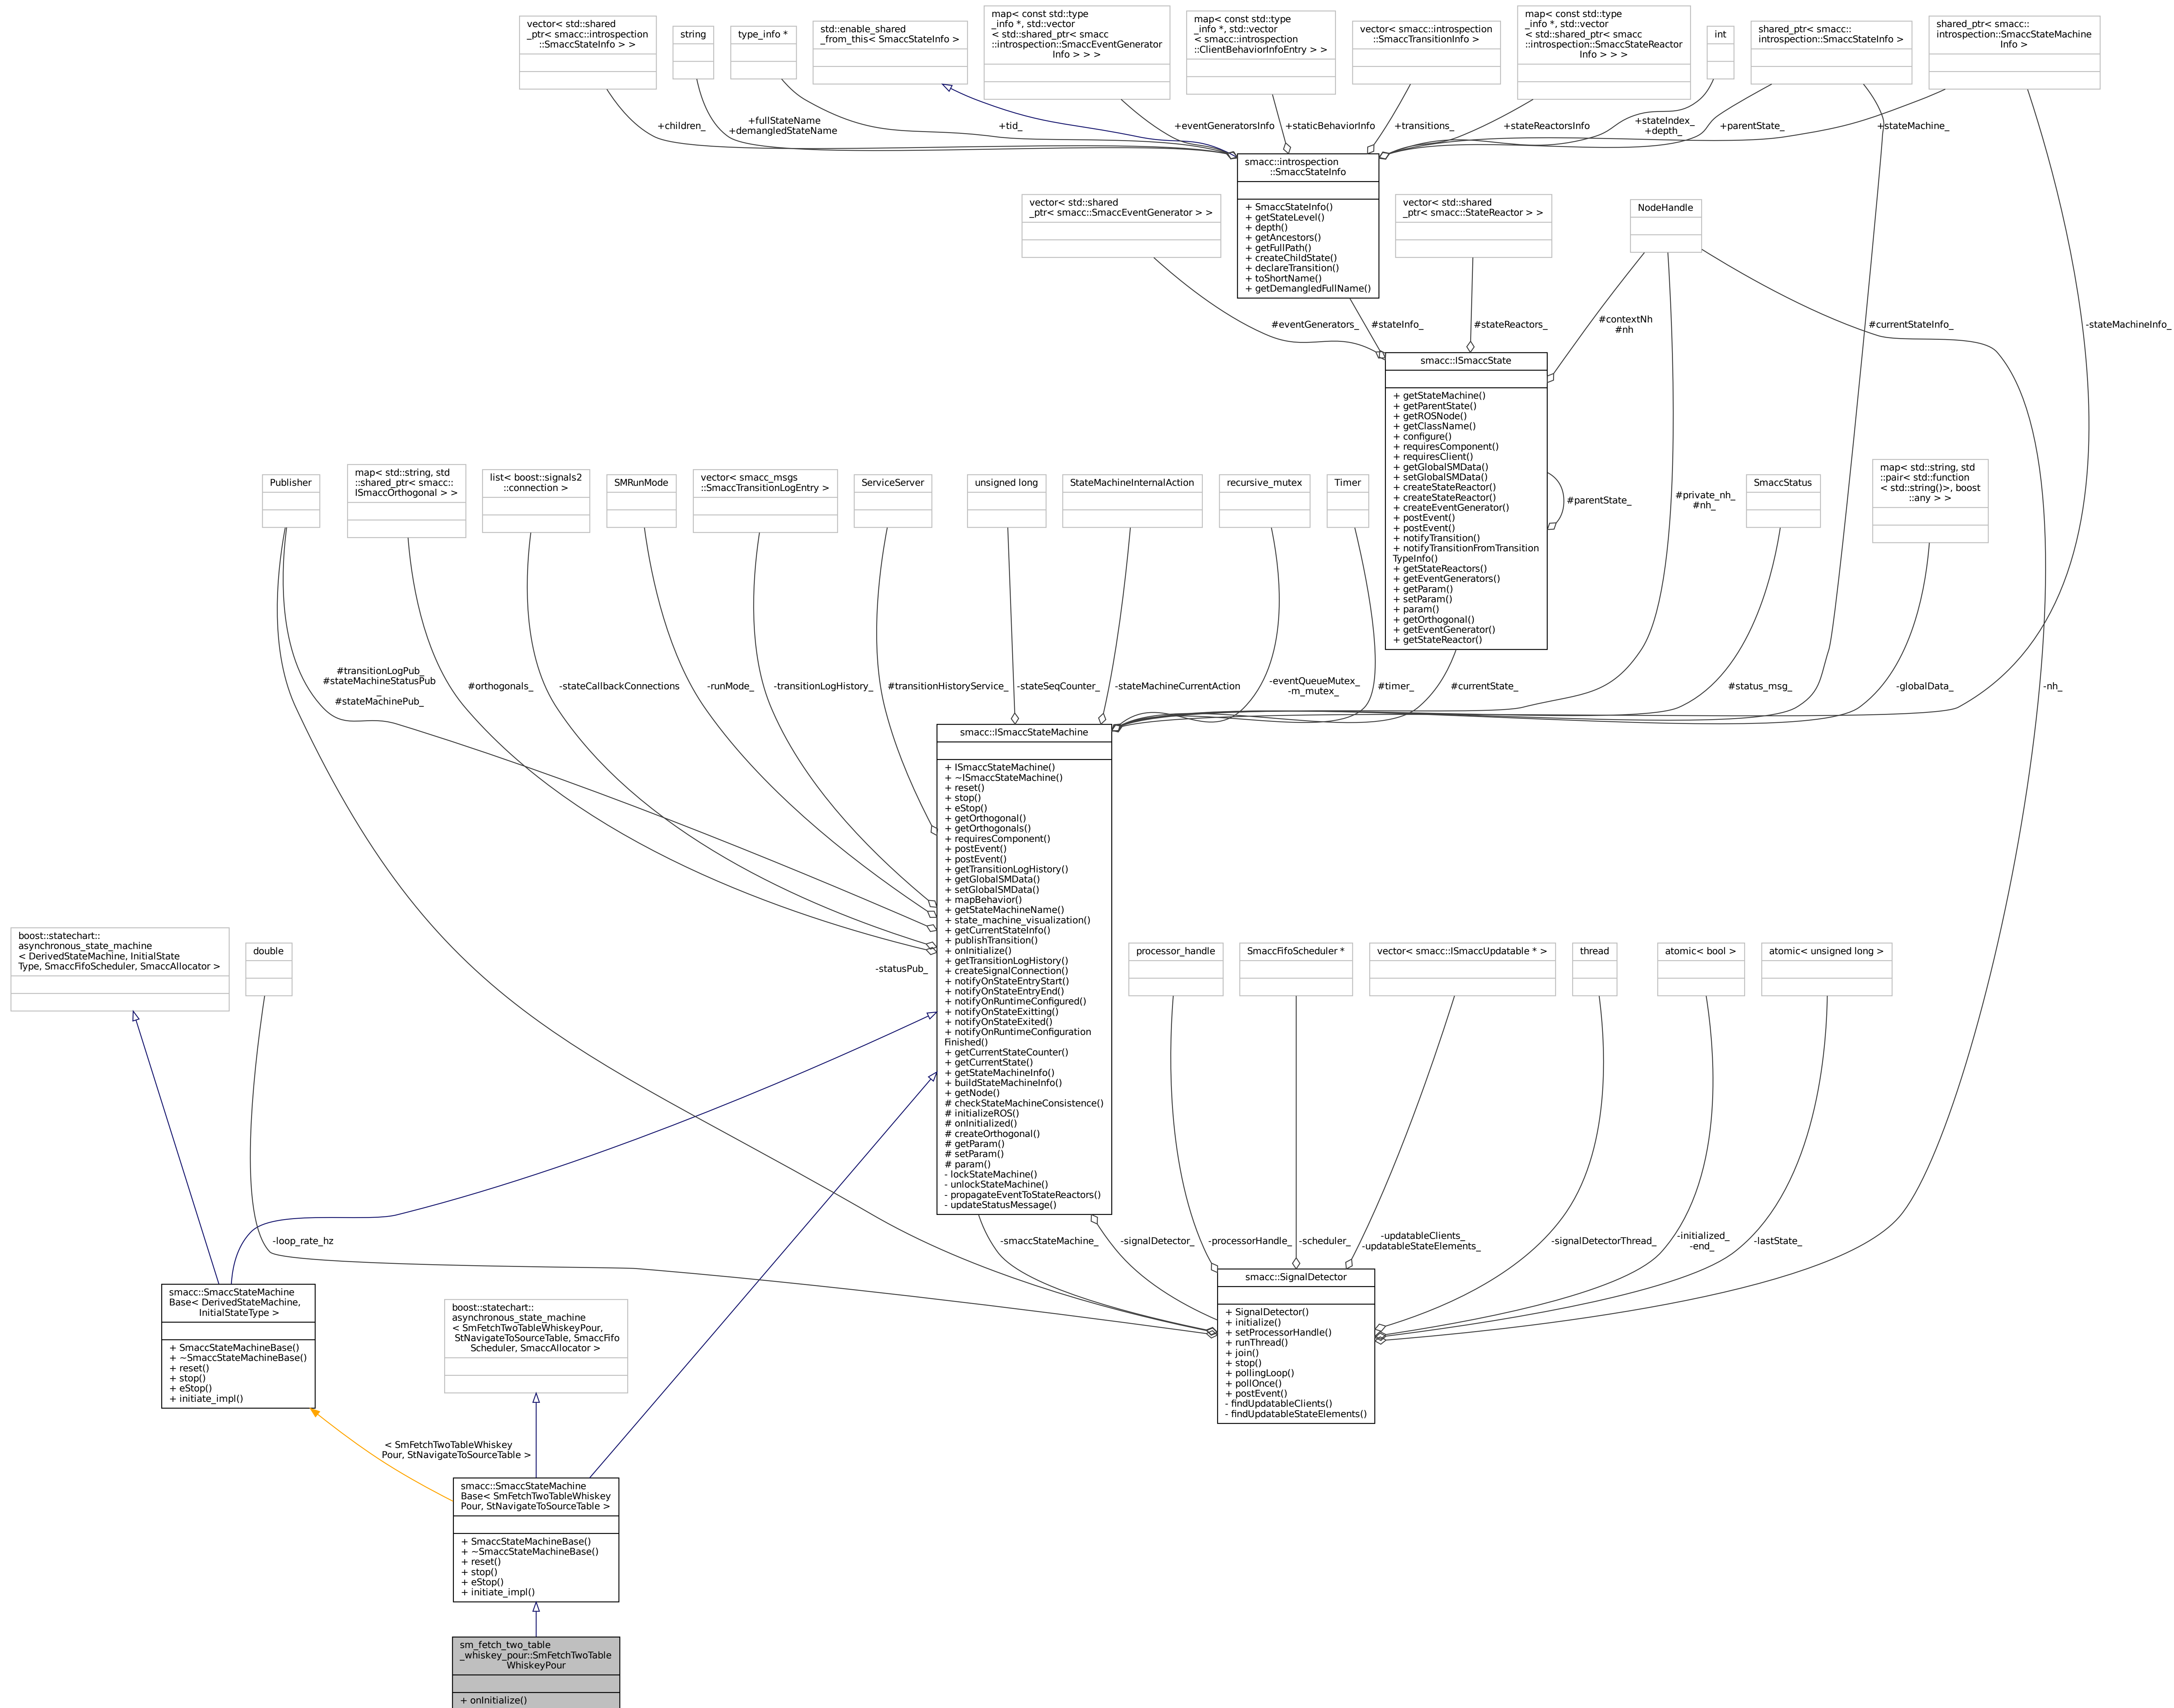 vector< std::shared
_ptr< smacc::introspection
::SmaccStateInfo > >
string
type_info *
std::enable_shared
_from_this< SmaccStateInfo >
map< const std::type
_info *, std::vector
< std::shared_ptr< smacc
::introspection::SmaccEventGenerator
Info > > >
map< const std::type
_info *, std::vector
< smacc::introspection
::ClientBehaviorInfoEntry > >
vector< smacc::introspection
::SmaccTransitionInfo >
map< const std::type
_info *, std::vector
< std::shared_ptr< smacc
::introspection::SmaccStateReactor
Info > > >
int
shared_ptr< smacc::
introspection::SmaccStateInfo >
shared_ptr< smacc::
introspection::SmaccStateMachine
Info >
+children_
+fullStateName
+demangledStateName
+tid_
+eventGeneratorsInfo
+staticBehaviorInfo
+transitions_
+stateReactorsInfo
+stateIndex_
+depth_
+parentState_
+stateMachine_
smacc::introspection
::SmaccStateInfo
+ SmaccStateInfo()
+ getStateLevel()
+ depth()
+ getAncestors()
+ getFullPath()
+ createChildState()
+ declareTransition()
+ toShortName()
+ getDemangledFullName()
vector< std::shared
_ptr< smacc::SmaccEventGenerator > >
vector< std::shared
_ptr< smacc::StateReactor > >
NodeHandle
#eventGenerators_
#stateInfo_
#stateReactors_
#contextNh
#nh
#currentStateInfo_
-stateMachineInfo_
smacc::ISmaccState
+ getStateMachine()
+ getParentState()
+ getROSNode()
+ getClassName()
+ configure()
+ requiresComponent()
+ requiresClient()
+ getGlobalSMData()
+ setGlobalSMData()
+ createStateReactor()
+ createStateReactor()
+ createEventGenerator()
+ postEvent()
+ postEvent()
+ notifyTransition()
+ notifyTransitionFromTransition
TypeInfo()
+ getStateReactors()
+ getEventGenerators()
+ getParam()
+ setParam()
+ param()
+ getOrthogonal()
+ getEventGenerator()
+ getStateReactor()
#parentState_
#private_nh_
#nh_
Publisher
map< std::string, std
::shared_ptr< smacc::
ISmaccOrthogonal > >
list< boost::signals2
::connection >
SMRunMode
vector< smacc_msgs
::SmaccTransitionLogEntry >
ServiceServer
unsigned long
StateMachineInternalAction
recursive_mutex
Timer
SmaccStatus
map< std::string, std
::pair< std::function
< std::string()>, boost
::any > >
#transitionLogPub_
#stateMachineStatusPub
_
#stateMachinePub_
#orthogonals_
-stateCallbackConnections
-runMode_
-transitionLogHistory_
#transitionHistoryService_
-stateSeqCounter_
-stateMachineCurrentAction
-eventQueueMutex_
-m_mutex_
#timer_
#currentState_
#status_msg_
-globalData_
-nh_
smacc::ISmaccStateMachine
+ ISmaccStateMachine()
+ ~ISmaccStateMachine()
+ reset()
+ stop()
+ eStop()
+ getOrthogonal()
+ getOrthogonals()
+ requiresComponent()
+ postEvent()
+ postEvent()
+ getTransitionLogHistory()
+ getGlobalSMData()
+ setGlobalSMData()
+ mapBehavior()
+ getStateMachineName()
+ state_machine_visualization()
+ getCurrentStateInfo()
+ publishTransition()
+ onInitialize()
+ getTransitionLogHistory()
+ createSignalConnection()
+ notifyOnStateEntryStart()
+ notifyOnStateEntryEnd()
+ notifyOnRuntimeConfigured()
+ notifyOnStateExitting()
+ notifyOnStateExited()
+ notifyOnRuntimeConfiguration
Finished()
+ getCurrentStateCounter()
+ getCurrentState()
+ getStateMachineInfo()
+ buildStateMachineInfo()
+ getNode()
# checkStateMachineConsistence()
# initializeROS()
# onInitialized()
# createOrthogonal()
# getParam()
# setParam()
# param()
- lockStateMachine()
- unlockStateMachine()
- propagateEventToStateReactors()
- updateStatusMessage()
boost::statechart::
asynchronous_state_machine
< DerivedStateMachine, InitialState
Type, SmaccFifoScheduler, SmaccAllocator >
double
-statusPub_
processor_handle
SmaccFifoScheduler *
vector< smacc::ISmaccUpdatable * >
thread
atomic< bool >
atomic< unsigned long >
-loop_rate_hz
-smaccStateMachine_
-signalDetector_
-processorHandle_
-scheduler_
-updatableClients_
-updatableStateElements_
-signalDetectorThread_
-initialized_
-end_
-lastState_
smacc::SmaccStateMachine
Base< DerivedStateMachine,
InitialStateType >
+ SmaccStateMachineBase()
+ ~SmaccStateMachineBase()
+ reset()
+ stop()
+ eStop()
+ initiate_impl()
boost::statechart::
asynchronous_state_machine
< SmFetchTwoTableWhiskeyPour,
StNavigateToSourceTable, SmaccFifo
Scheduler, SmaccAllocator >
smacc::SignalDetector
+ SignalDetector()
+ initialize()
+ setProcessorHandle()
+ runThread()
+ join()
+ stop()
+ pollingLoop()
+ pollOnce()
+ postEvent()
- findUpdatableClients()
- findUpdatableStateElements()
< SmFetchTwoTableWhiskey
Pour, StNavigateToSourceTable >
smacc::SmaccStateMachine
Base< SmFetchTwoTableWhiskey
Pour, StNavigateToSourceTable >
+ SmaccStateMachineBase()
+ ~SmaccStateMachineBase()
+ reset()
+ stop()
+ eStop()
+ initiate_impl()
sm_fetch_two_table
_whiskey_pour::SmFetchTwoTable
WhiskeyPour
+ onInitialize()